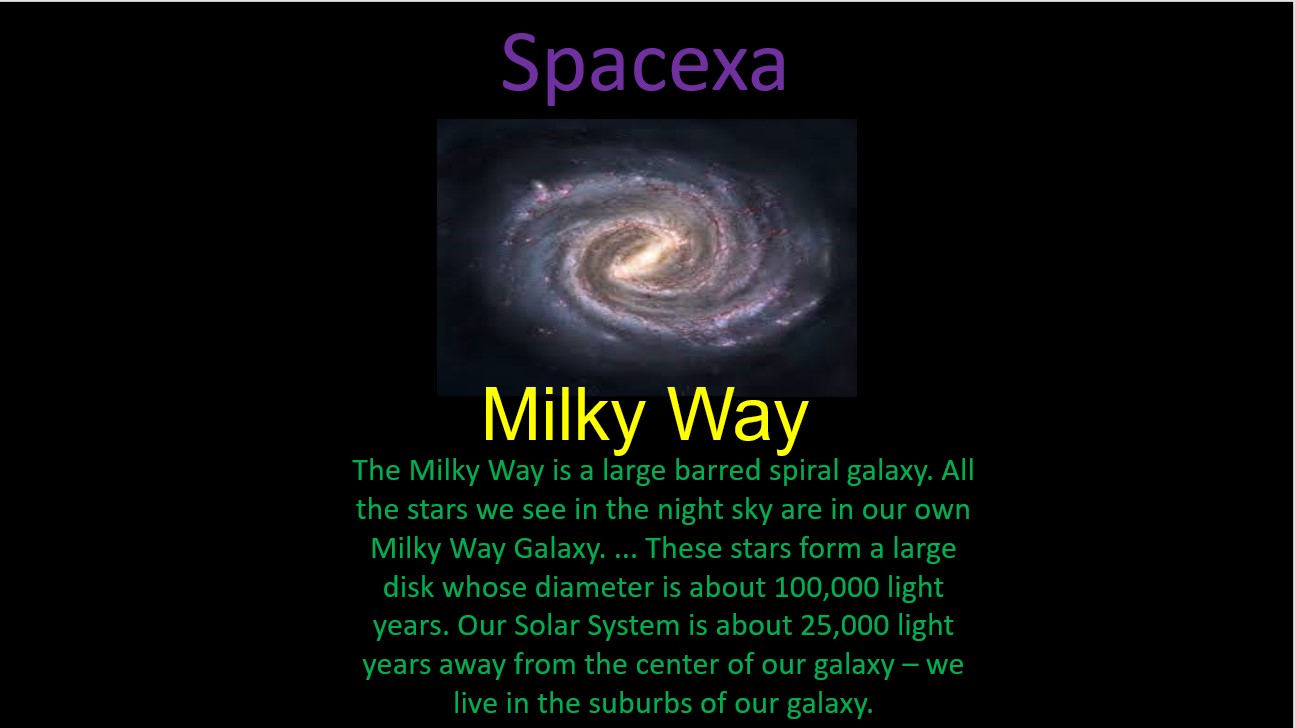 Spacexa
Milky Way
The Milky Way is a large barred spiral galaxy. All
the stars we see in the night sky are in our own
Milky Way Galaxy. ... These stars form a large
disk whose diameter is about 100,000 light
years. Our Solar System is about 25,000 light
years away from the center of our galaxy – we
live in the suburbs of our galaxy.